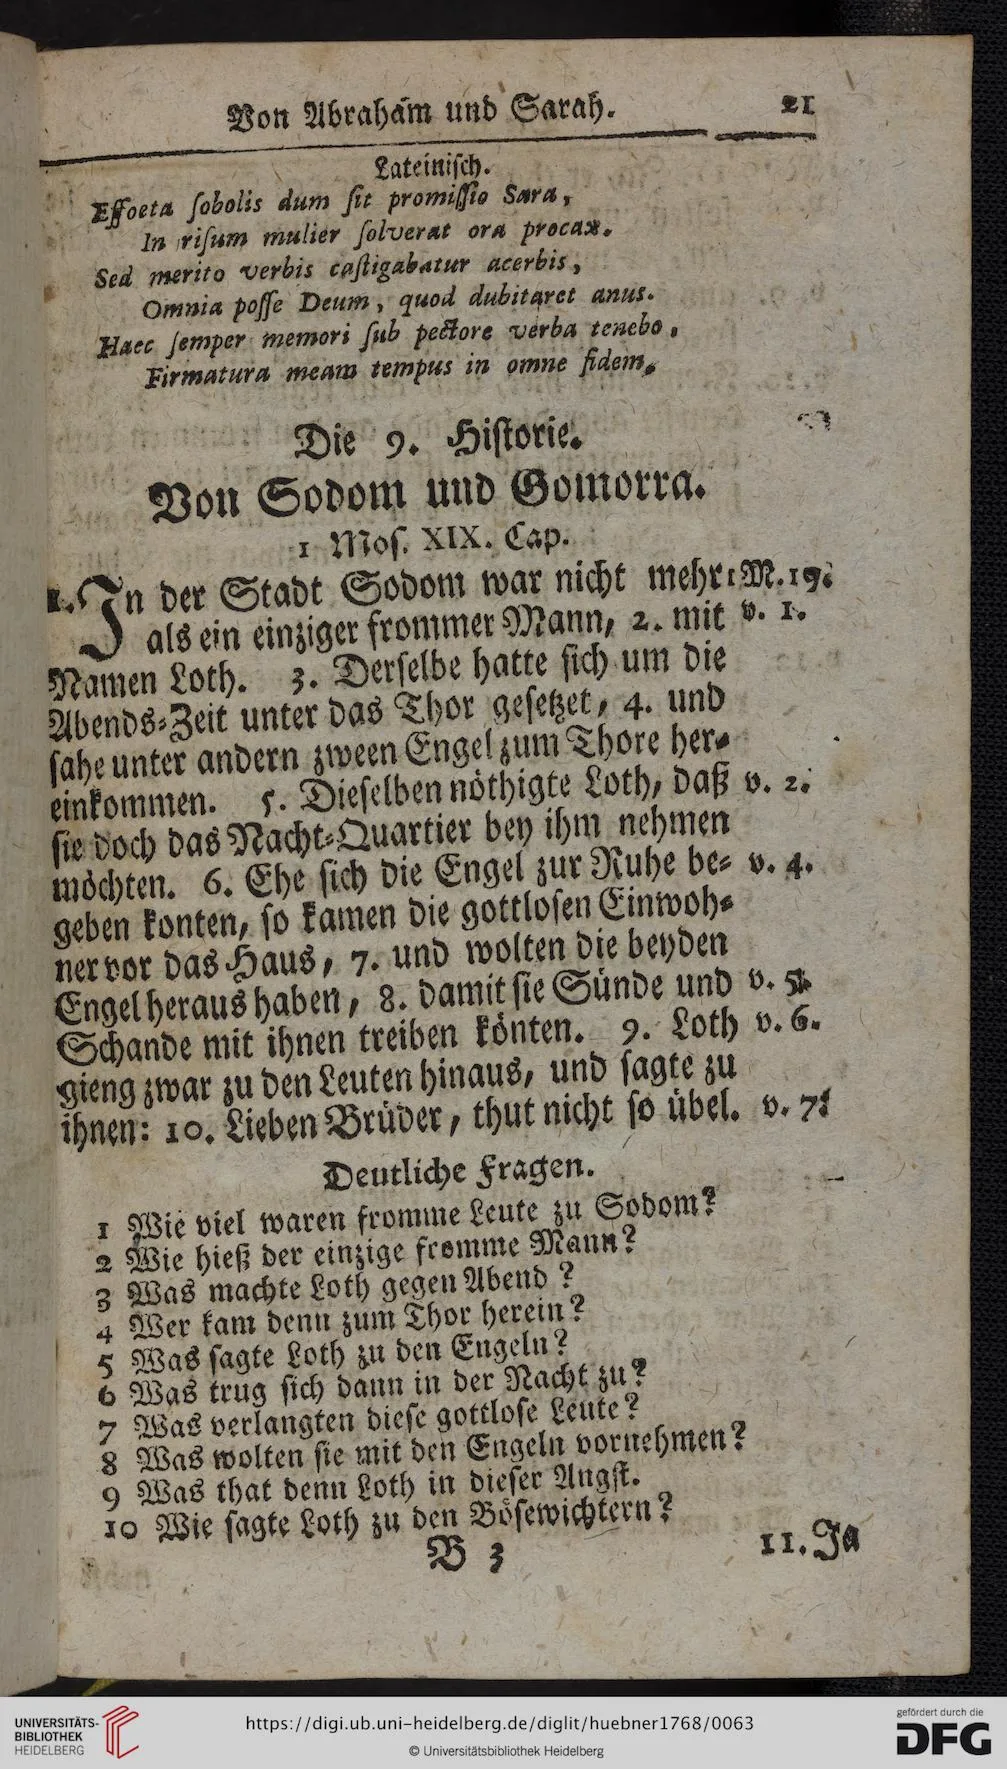 Von Abraham und Sarah. 21
Lateinisch.
Effoeta ſobolis dum ſit promiſſio Sara,
In riſum mulier ſolverat ora procax.
Sed merito verbis caſtigabatur acerbis,
Omnia poſſe Deum, quod dubitaret anus.
Haec ſemper memori ſub pectore verba tenebo,
Firmatura meam tempus in omne fidem.
Die 9. Hiſtorie.
Von Sodom und Gomorra.
1 Moſ. XIX. Cap.
1. In der Stadt Sodom war nicht mehr 1 M. 19.
als ein einziger frommer Mann, 2. mit v. 1.
Namen Loth. 3. Derſelbe hatte ſich um die
Abends-Zeit unter das Thor geſetzet, 4. und
ſahe unter andern zween Engel zum Thore her-
einkommen. 5. Dieſelben nöthigte Loth, daß v. 2.
ſie doch das Nacht-Quartier bey ihm nehmen
möchten. 6. Ehe ſich die Engel zur Ruhe be- v. 4.
geben konten, ſo kamen die gottloſen Einwoh-
ner vor das Haus, 7. und wolten die beyden
Engel heraus haben, 8. damit ſie Sünde und v. 5.
Schande mit ihnen treiben könten. 9. Loth v. 6.
gieng zwar zu den Leuten hinaus, und ſagte zu
ihnen: 10. Lieben Brüder, thut nicht ſo übel. v. 7.
Deutliche Fragen.
1 Wie viel waren fromme Leute zu Sodom?
2 Wie hieß der einzige fromme Mann?
3 Was machte Loth gegen Abend?
4 Wer kam denn zum Thor herein?
5 Was ſagte Loth zu den Engeln?
6 Was trug ſich dann in der Nacht zu?
7 Was verlangten dieſe gottloſe Leute?
8 Was wolten ſie mit den Engeln vornehmen?
9 Was that denn Loth in dieſer Angſt.
10 Wie ſagte Loth zu den Böſewichtern?
B 3 11. Ja
UNIVERSITÄTS-
BIBLIOTHEK
HEIDELBERG
https://digi.ub.uni-heidelberg.de/diglit/huebner1768/0063
© Universitätsbibliothek Heidelberg
gefördert durch die
DFG